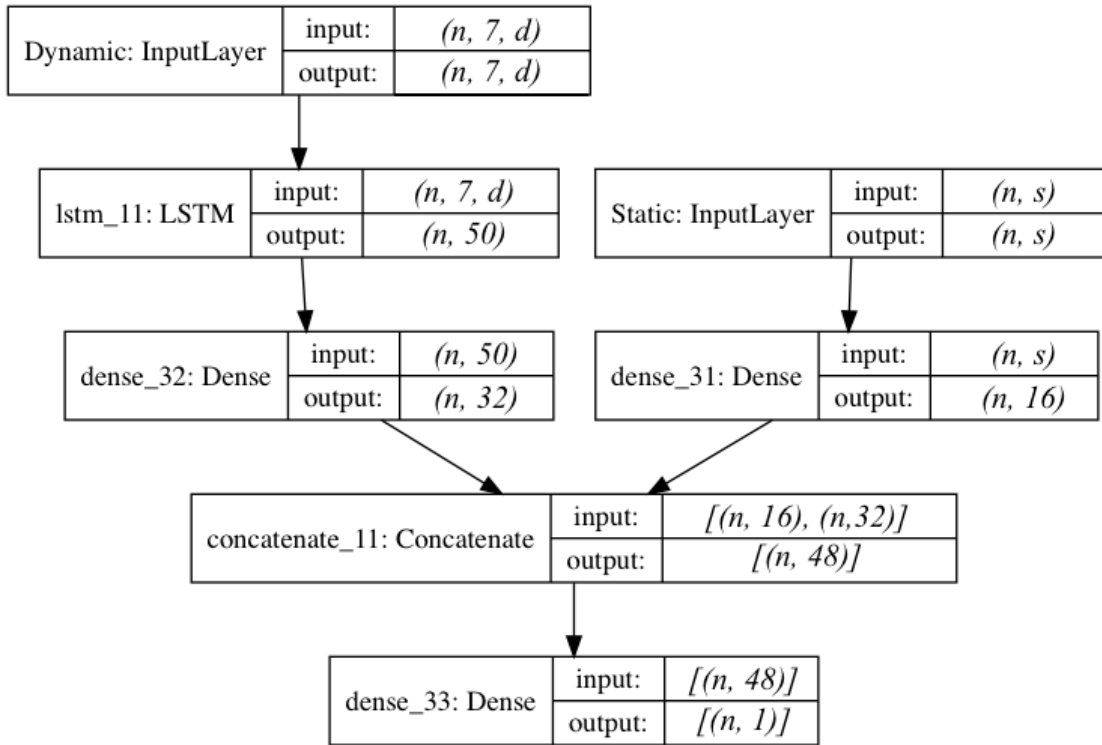 Dynamic: InputLayer
input: (n, 7, d)
output: (n, 7, d)
lstm_11: LSTM
input: (n, 7, d)
output: (n, 50)
Static: InputLayer
input: (n, s)
output: (n, s)
dense_32: Dense
input: (n, 50)
output: (n, 32)
dense_31: Dense
input: (n, s)
output: (n, 16)
concatenate_11: Concatenate
input: [(n, 16), (n,32)]
output: [(n, 48)]
dense_33: Dense
input: [(n, 48)]
output: [(n, 1)]